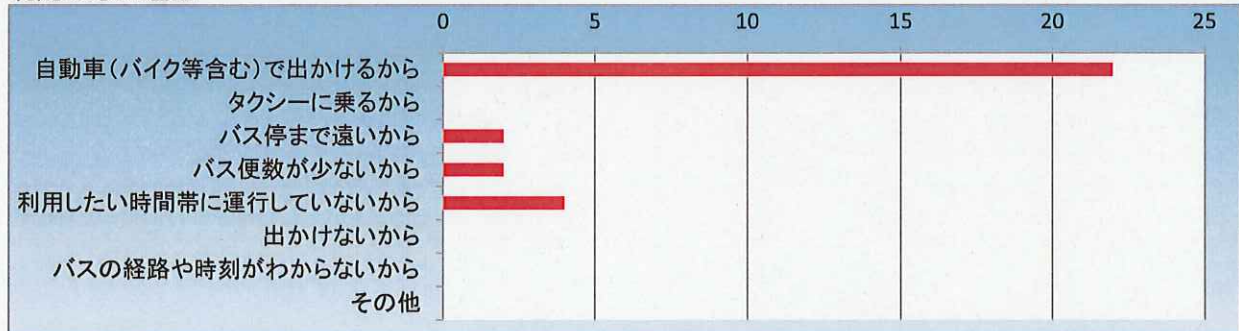 0 5 10 15 20 25
自動車(バイク等含む)で出かけるから
タクシーに乗るから
バス停まで遠いから
バス便数が少ないから
利用したい時間帯に運行していないから
出かけないから
バスの経路や時刻がわからないから
その他